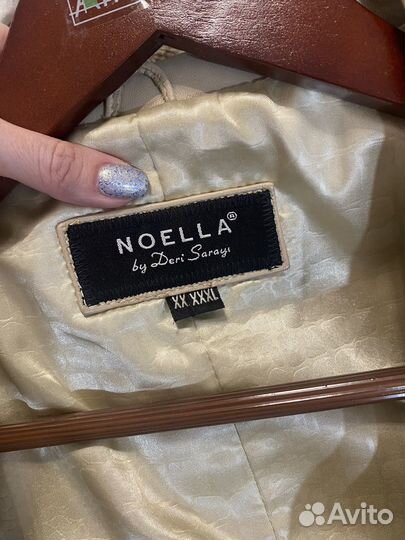 NOELLA®
by Deri Sarayı
XX XXXL
Avito